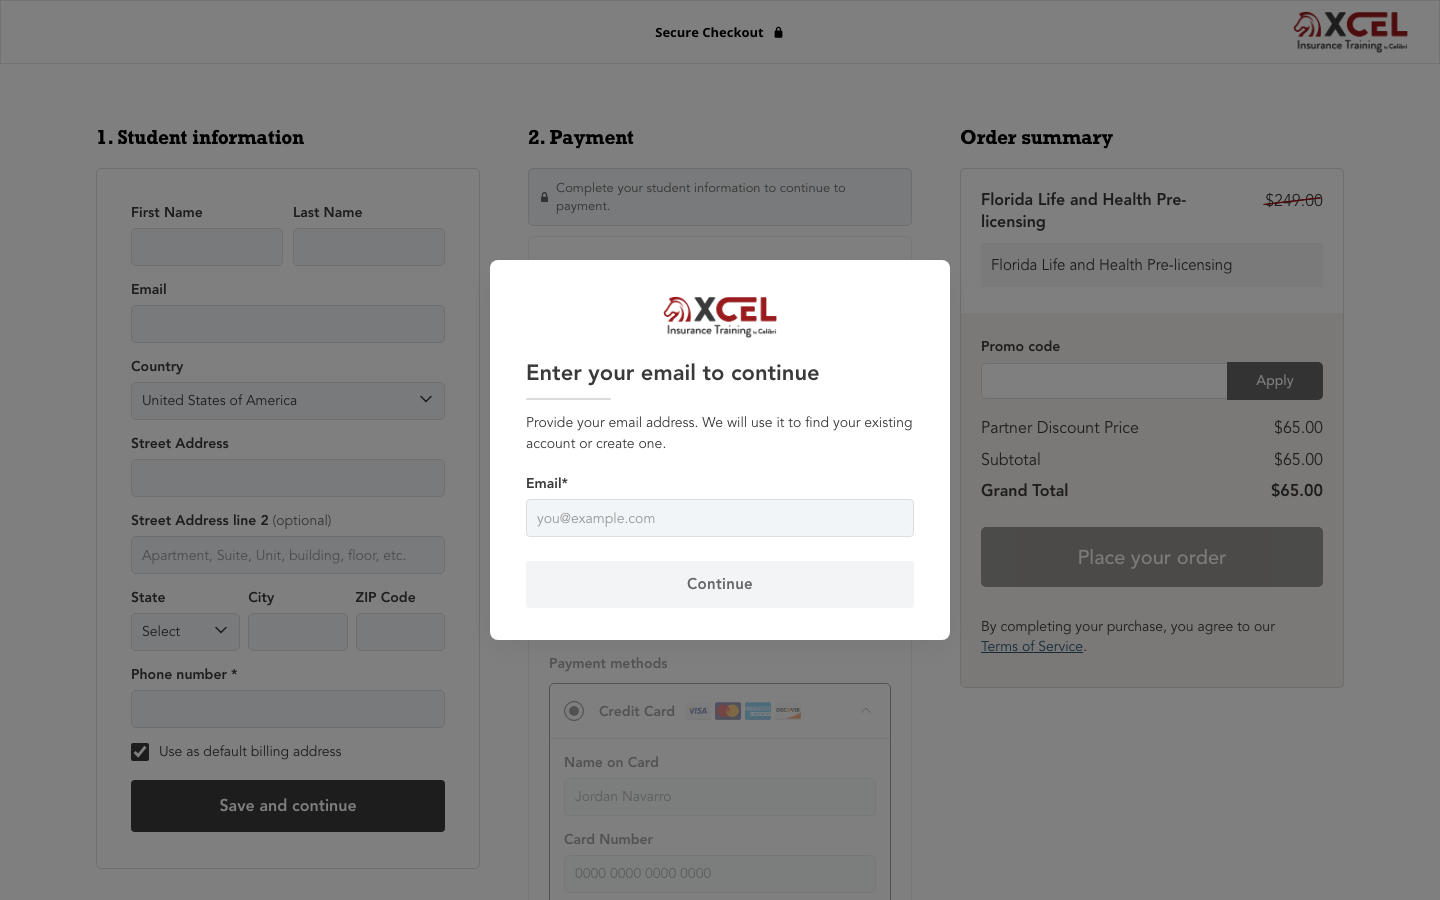 Secure Checkout
XCEL
Insurance Training by Calibri
1. Student information
First Name
Last Name
Email
Country
United States of America
Street Address
Street Address line 2 (optional)
Apartment, Suite, Unit, building, floor, etc.
State
City
ZIP Code
Select
Phone number *
Use as default billing address
Save and continue
2. Payment
Complete your student information to continue to
payment.
XCEL
Insurance Training by Calibri
Enter your email to continue
Provide your email address. We will use it to find your existing
account or create one.
Email*
you@example.com
Continue
Payment methods
Credit Card
VISA
DISCOVER
Name on Card
Jordan Navarro
Card Number
0000 0000 0000 0000
Order summary
Florida Life and Health Pre-
licensing
$249.00
Florida Life and Health Pre-licensing
Promo code
Apply
Partner Discount Price
$65.00
Subtotal
$65.00
Grand Total
$65.00
Place your order
By completing your purchase, you agree to our
Terms of Service.